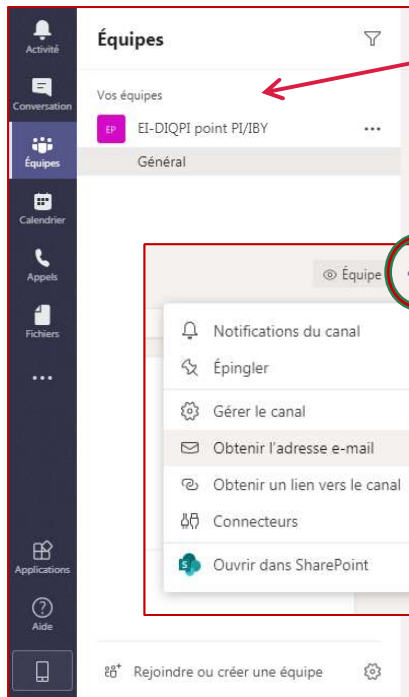 Activité
Conversation
Équipes
Calendrier
Appels
Fichiers
Applications
Aide
Équipes
Vos équipes
EP EI-DIQPI point PI/IBY
Général
Équipe
Notifications du canal
Épingler
Gérer le canal
Obtenir l'adresse e-mail
Obtenir un lien vers le canal
Connecteurs
Ouvrir dans SharePoint
Rejoindre ou créer une équipe